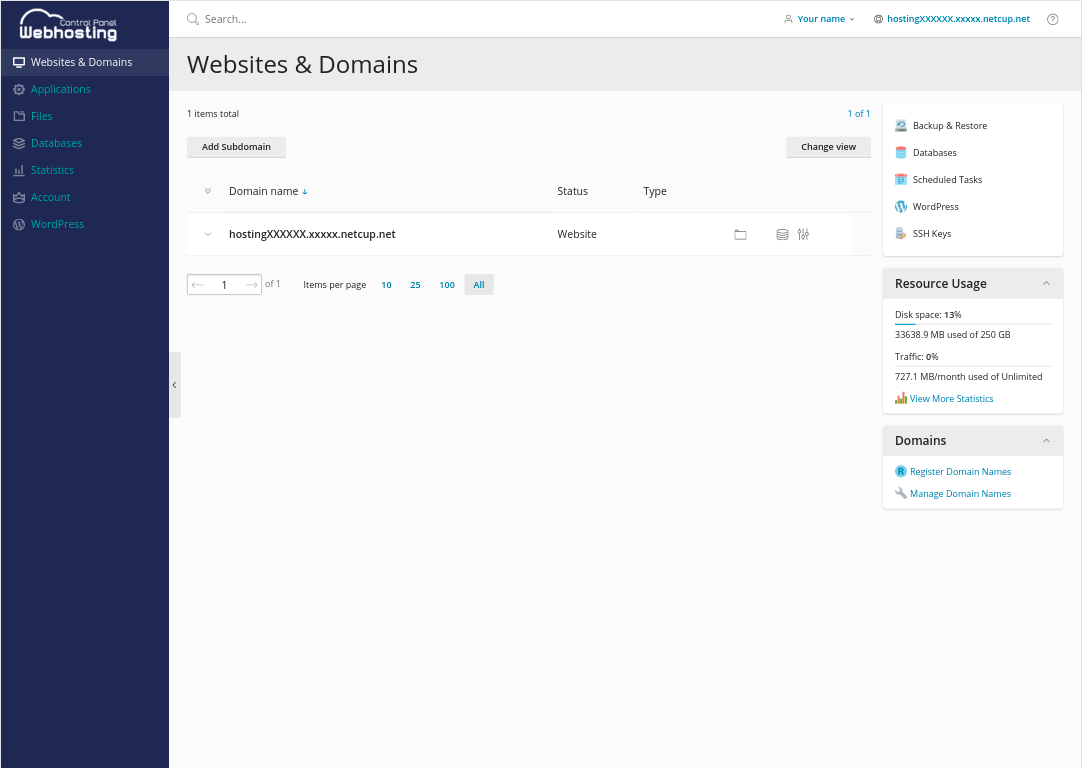 Control Panel
Webhosting
Websites & Domains
Applications
Files
Databases
Statistics
Account
WordPress
Search...
Your name
hostingXXXXXX.xxxxx.netcup.net
Websites & Domains
1 items total
1 of 1
Add Subdomain
Change view
Domain name
Status
Type
hostingXXXXXX.xxxxx.netcup.net
Website
1
of 1
Items per page
10
25
100
All
Backup & Restore
Databases
Scheduled Tasks
WordPress
SSH Keys
Resource Usage
Disk space: 13%
33638.9 MB used of 250 GB
Traffic: 0%
727.1 MB/month used of Unlimited
View More Statistics
Domains
R Register Domain Names
Manage Domain Names